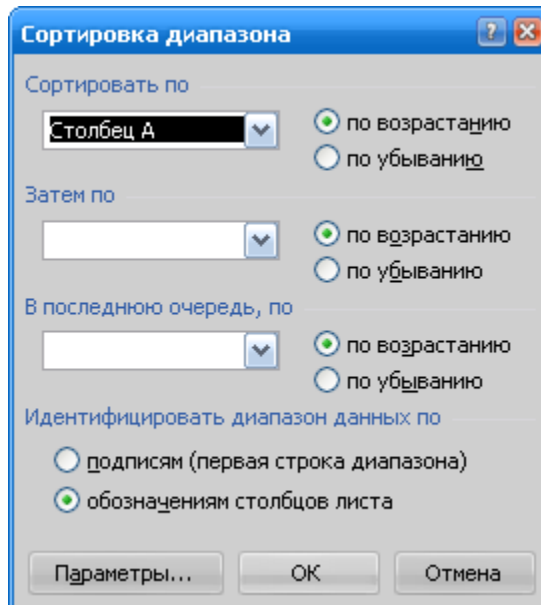 Сортировка диапазона
Сортировать по
Столбец А
по возрастанию
по убыванию
Затем по
по возрастанию
по убыванию
В последнюю очередь, по
по возрастанию
по убыванию
Идентифицировать диапазон данных по
подписям (первая строка диапазона)
обозначениям столбцов листа
Параметры... ОК Отмена